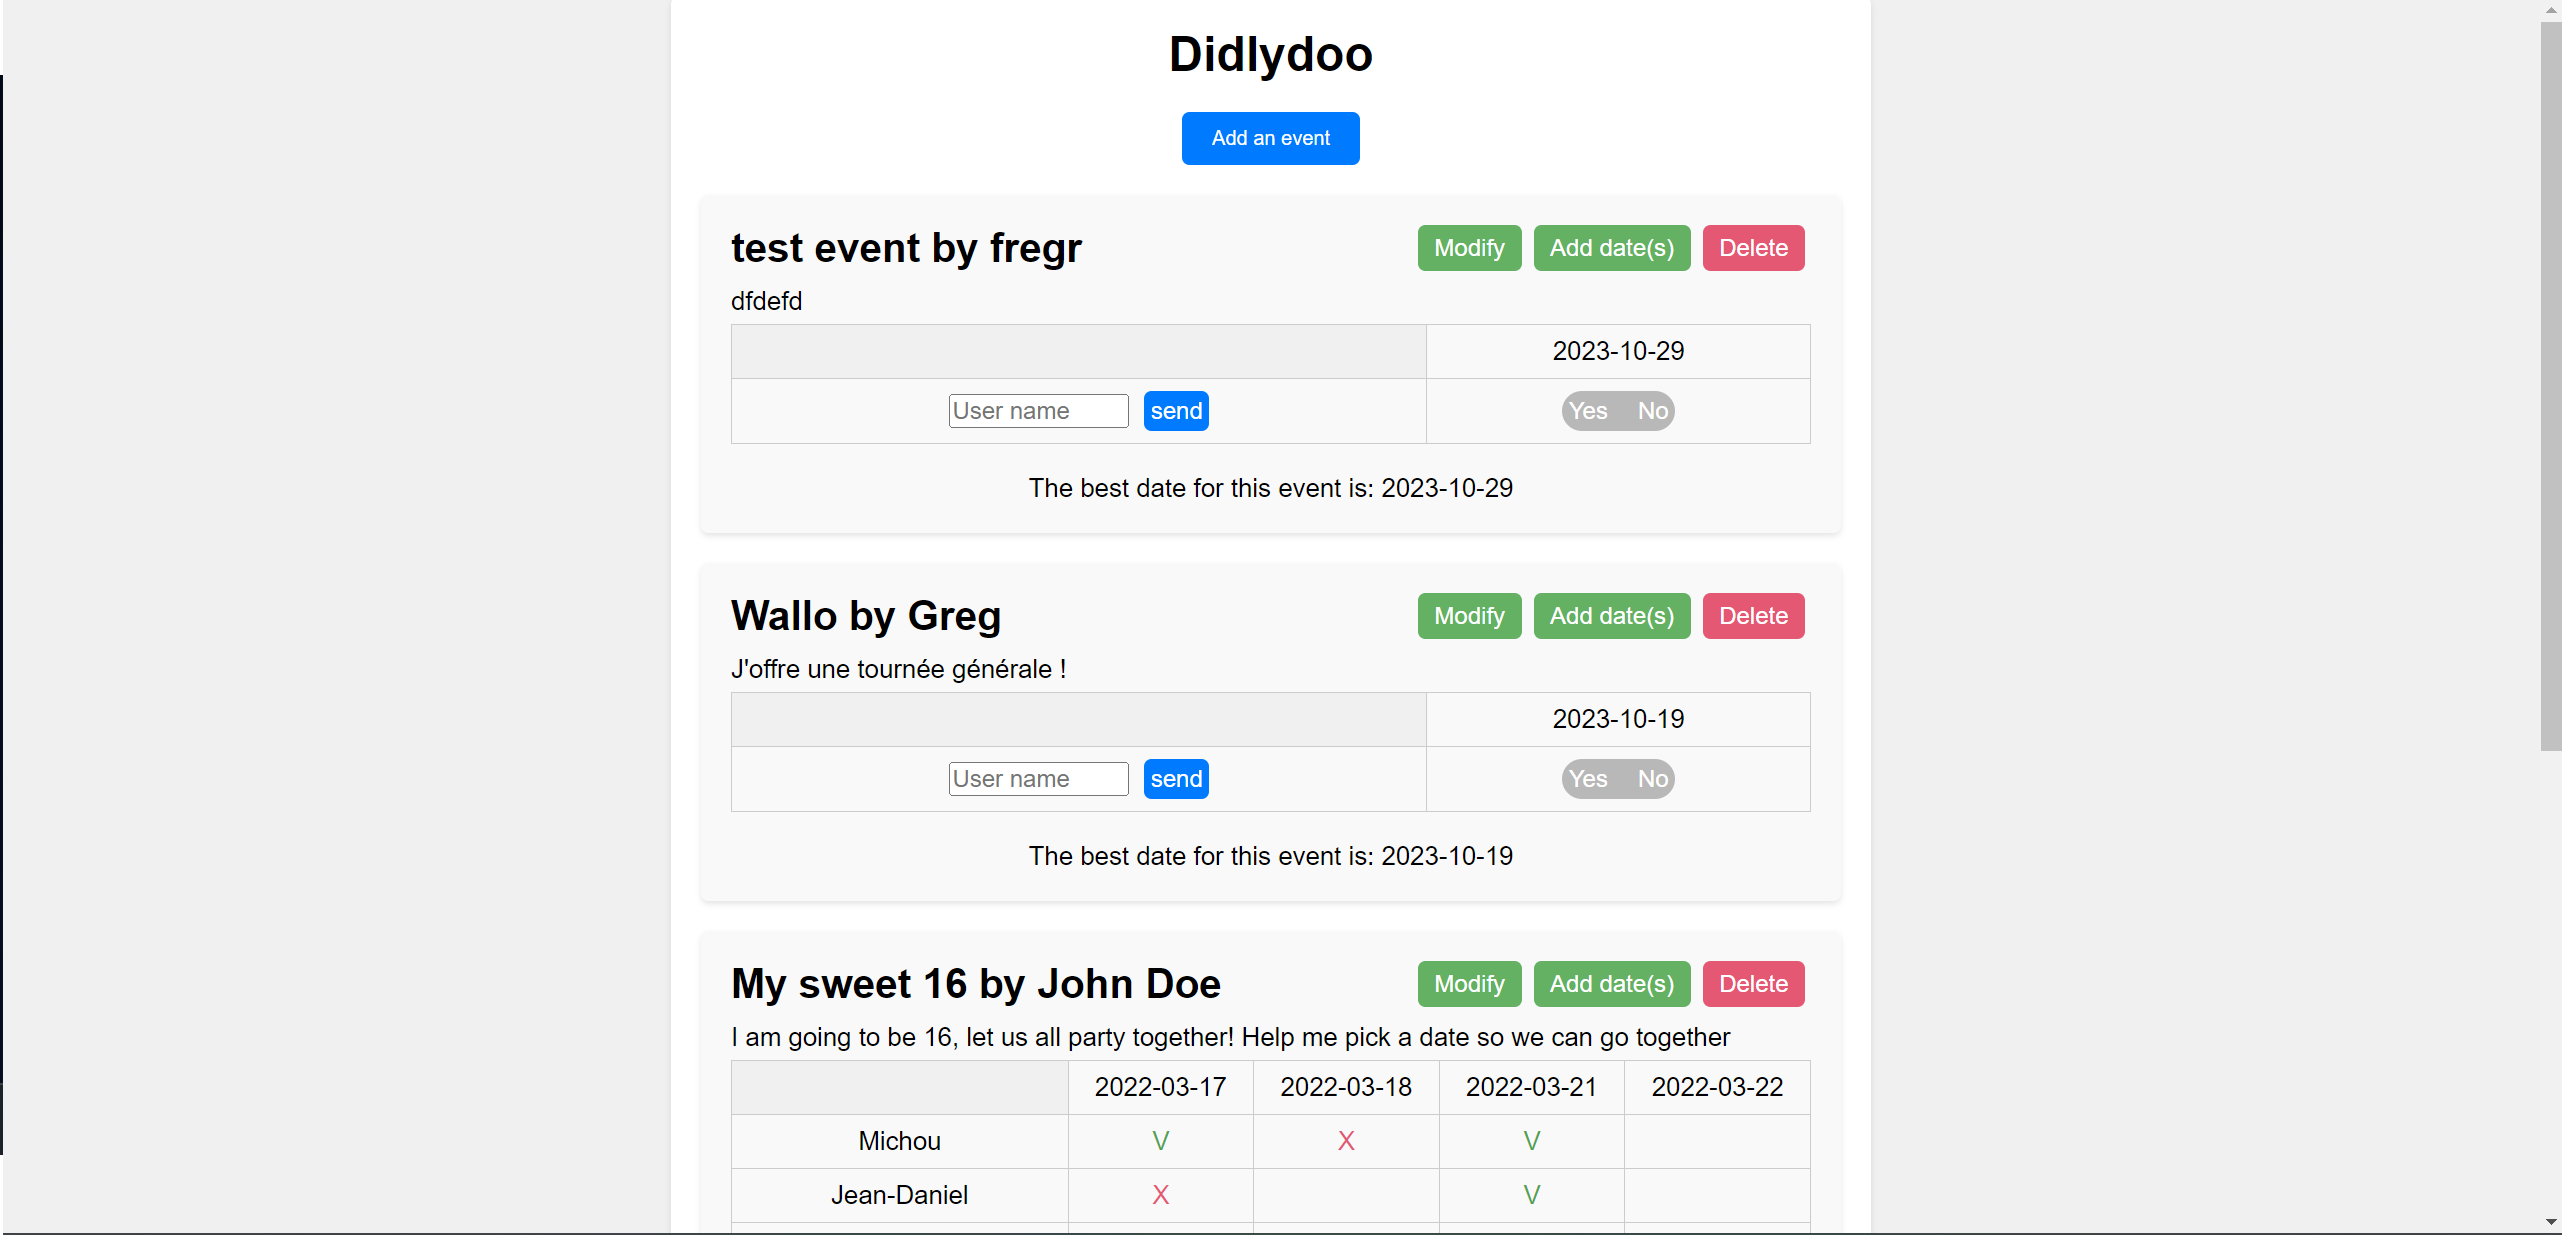 Didlydoo
Add an event
test event by fregr Modify Add date(s) Delete
dfdefd
2023-10-29
User name send Yes No
The best date for this event is: 2023-10-29
Wallo by Greg Modify Add date(s) Delete
J'offre une tournée générale !
2023-10-19
User name send Yes No
The best date for this event is: 2023-10-19
My sweet 16 by John Doe Modify Add date(s) Delete
I am going to be 16, let us all party together! Help me pick a date so we can go together
2022-03-17 2022-03-18 2022-03-21 2022-03-22
Michou V X V
Jean-Daniel X V